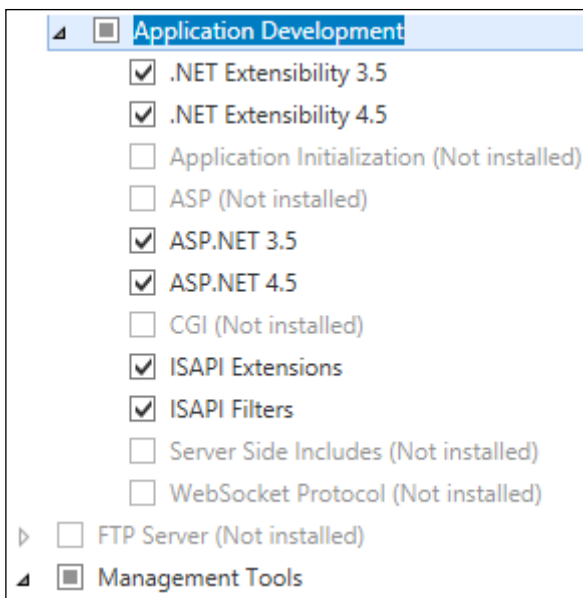 Application Development
.NET Extensibility 3.5
.NET Extensibility 4.5
Application Initialization (Not installed)
ASP (Not installed)
ASP.NET 3.5
ASP.NET 4.5
CGI (Not installed)
ISAPI Extensions
ISAPI Filters
Server Side Includes (Not installed)
WebSocket Protocol (Not installed)
FTP Server (Not installed)
Management Tools